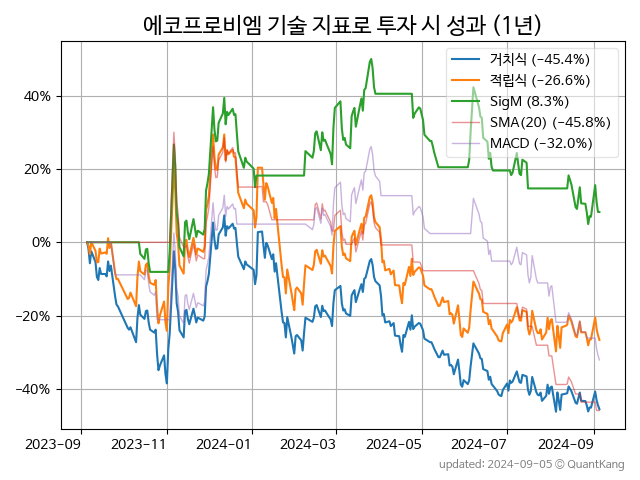 에코프로비엠 기술 지표로 투자 시 성과 (1년)
거치식 (−45.4%)
적립식 (−26.6%)
SigM (8.3%)
SMA(20) (−45.8%)
MACD (−32.0%)
40%
20%
0%
−20%
−40%
2023-09 2023-11 2024-01 2024-03 2024-05 2024-07 2024-09
updated: 2024-09-05 © QuantKang